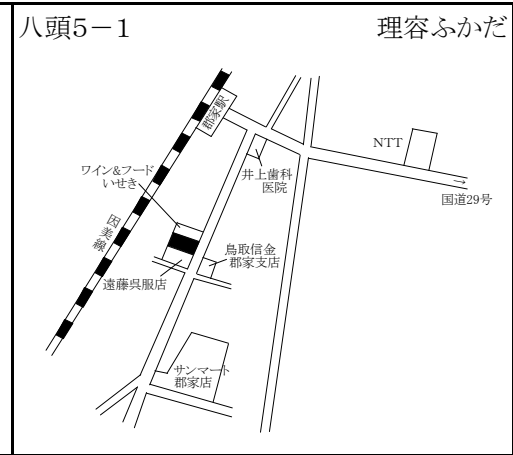 八頭5－1
理容ふかだ
郡家駅
NTT
井上歯科
医院
→
国道29号
ワイン&フード
いせき
因美線
鳥取信金
郡家支店
遠藤呉服店
サンマート
郡家店